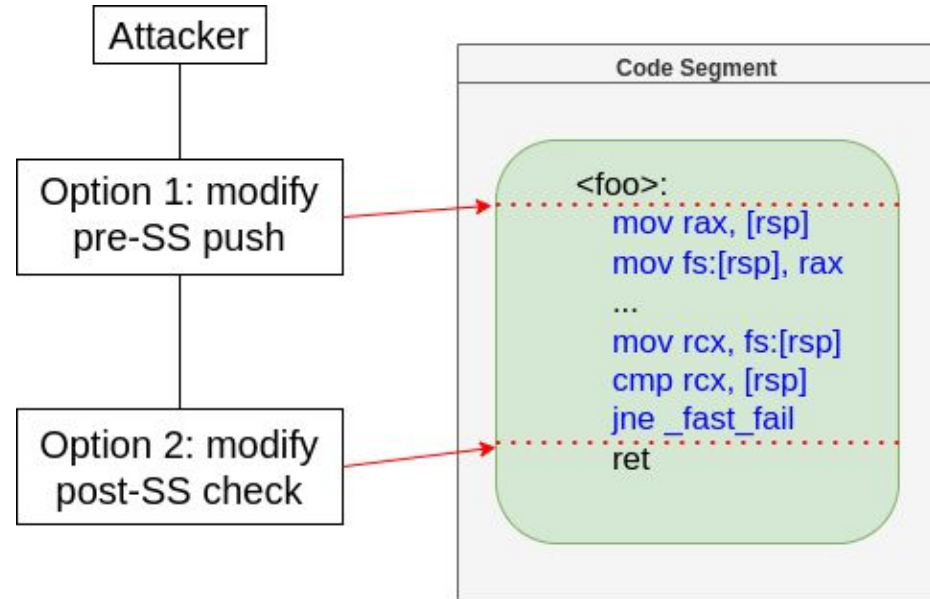 Attacker
Option 1: modify
pre-SS push
Option 2: modify
post-SS check
Code Segment
<foo>:
mov rax, [rsp]
mov fs:[rsp], rax
...
mov rcx, fs:[rsp]
cmp rcx, [rsp]
jne _fast_fail
ret